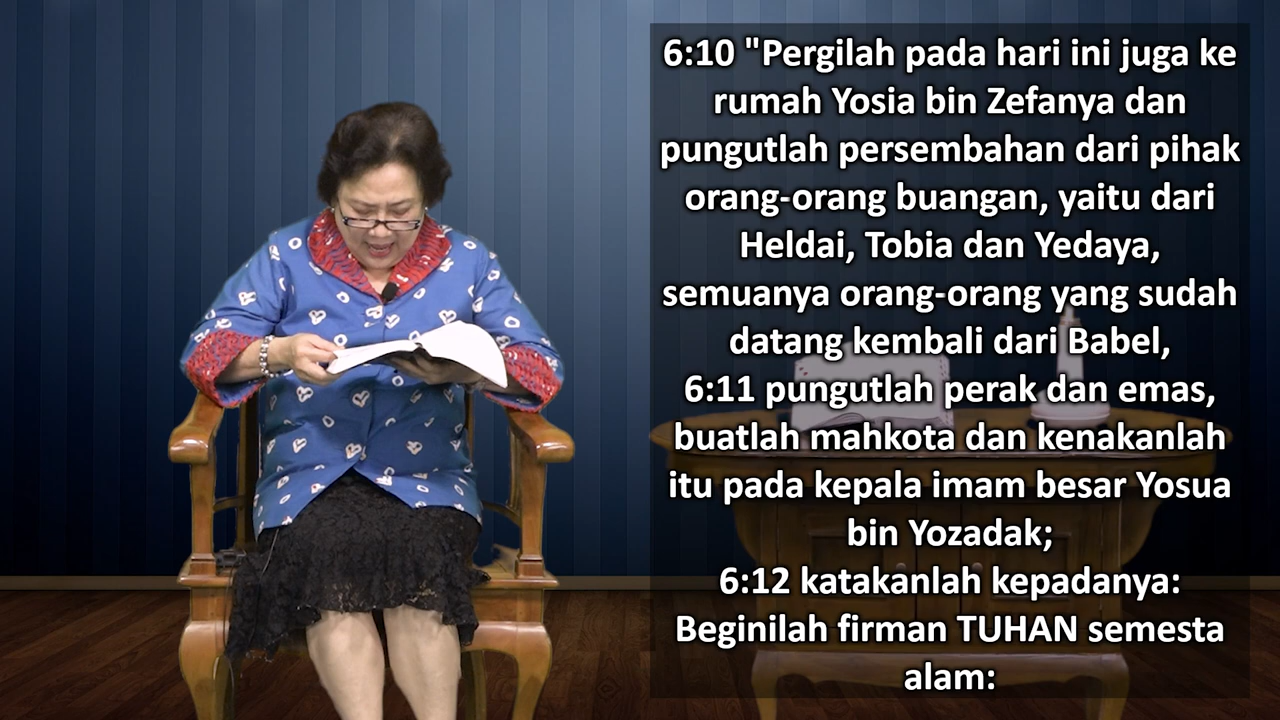 6:10 "Pergilah pada hari ini juga ke
rumah Yosia bin Zefanya dan
pungutlah persembahan dari pihak
orang-orang buangan, yaitu dari
Heldai, Tobia dan Yedaya,
semuanya orang-orang yang sudah
datang kembali dari Babel,
6:11 pungutlah perak dan emas,
buatlah mahkota dan kenakanlah
itu pada kepala imam besar Yosua
bin Yozadak;
6:12 katakanlah kepadanya:
Beginilah firman TUHAN semesta
alam: